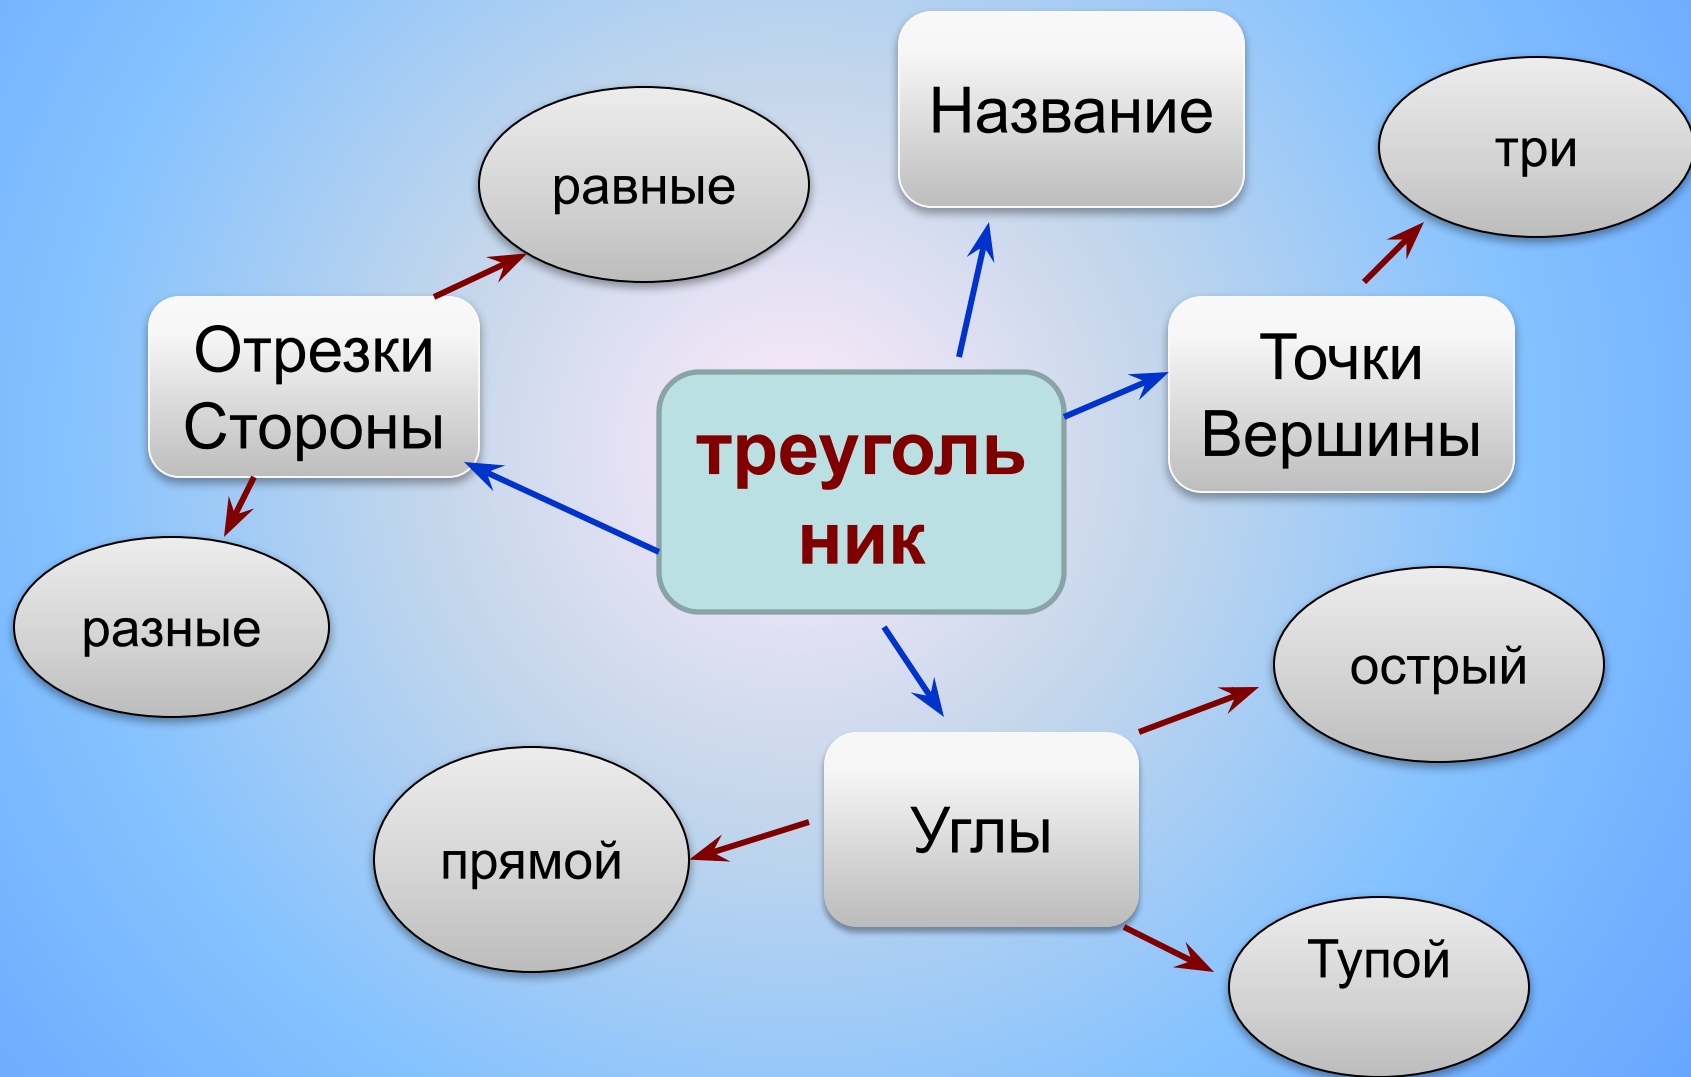 Название
три
равные
Отрезки
Стороны
Точки
Вершины
треуголь
ник
разные
острый
Углы
прямой
Тупой